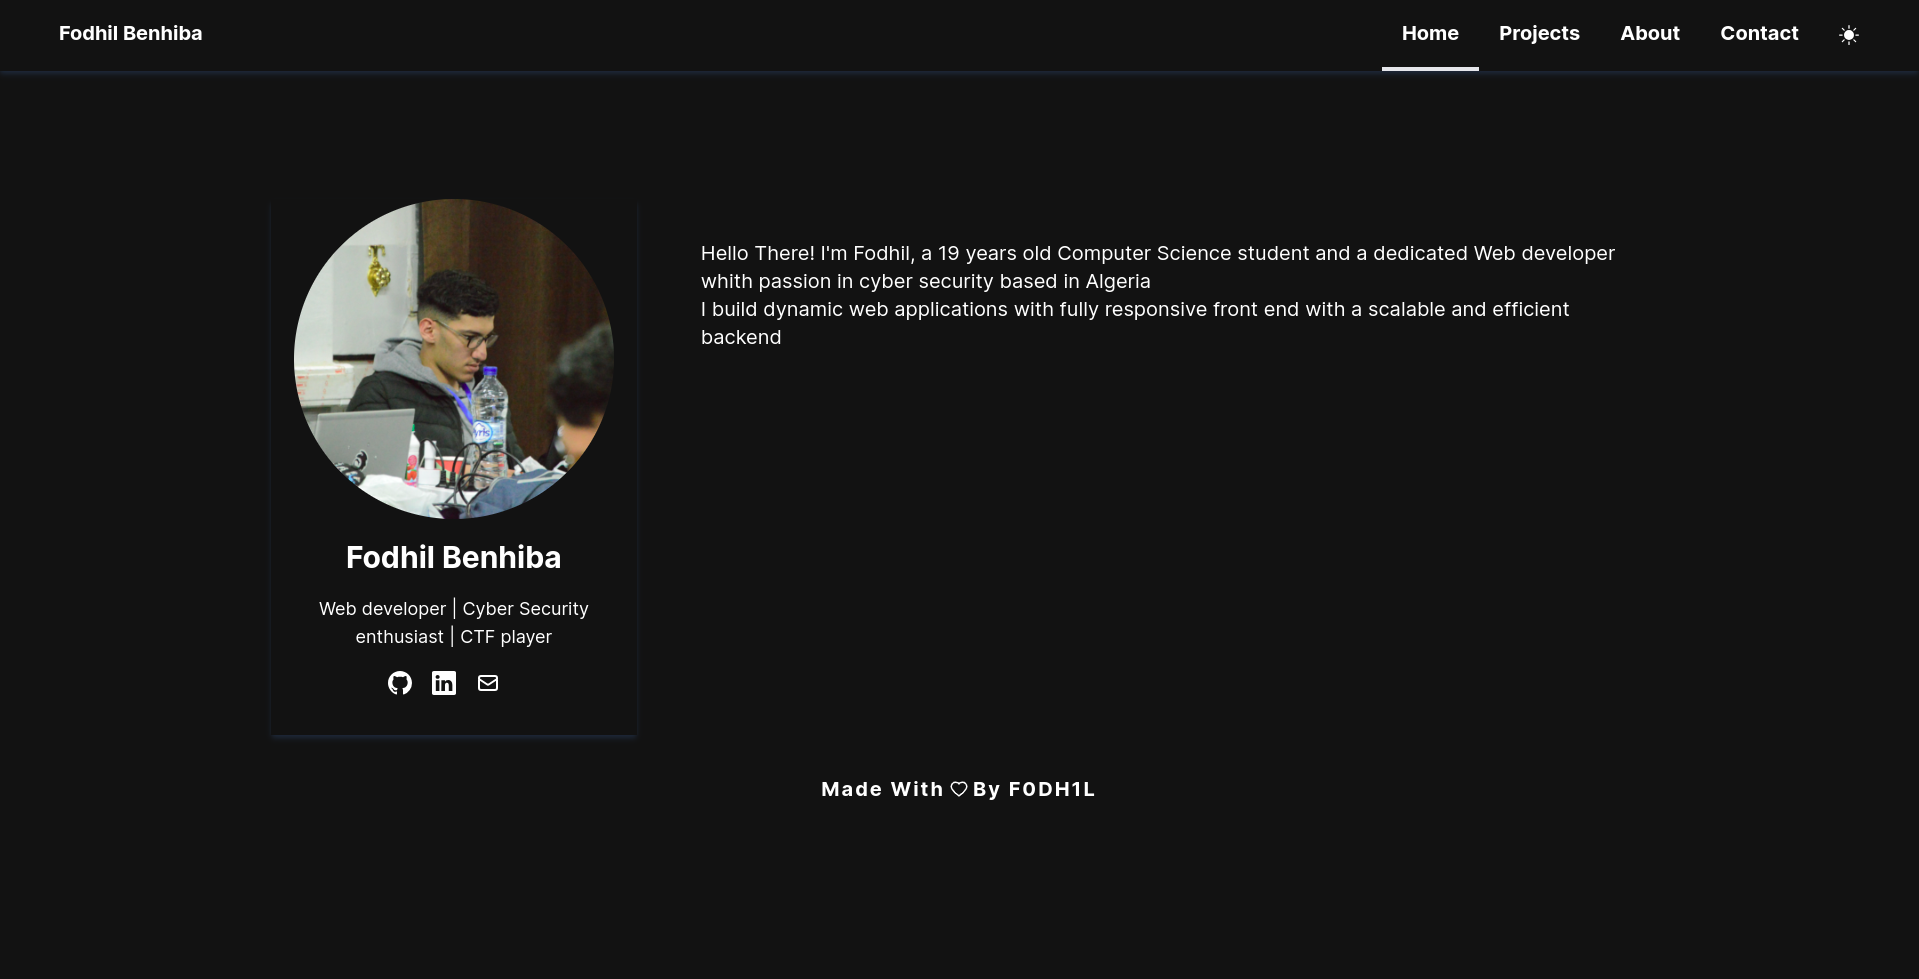 Fodhil Benhiba
Home
Projects
About
Contact
Hello There! I'm Fodhil, a 19 years old Computer Science student and a dedicated Web developer
whith passion in cyber security based in Algeria
I build dynamic web applications with fully responsive front end with a scalable and efficient
backend
Fodhil Benhiba
Web developer | Cyber Security
enthusiast | CTF player
in
Made With ♡ By F0DH1L